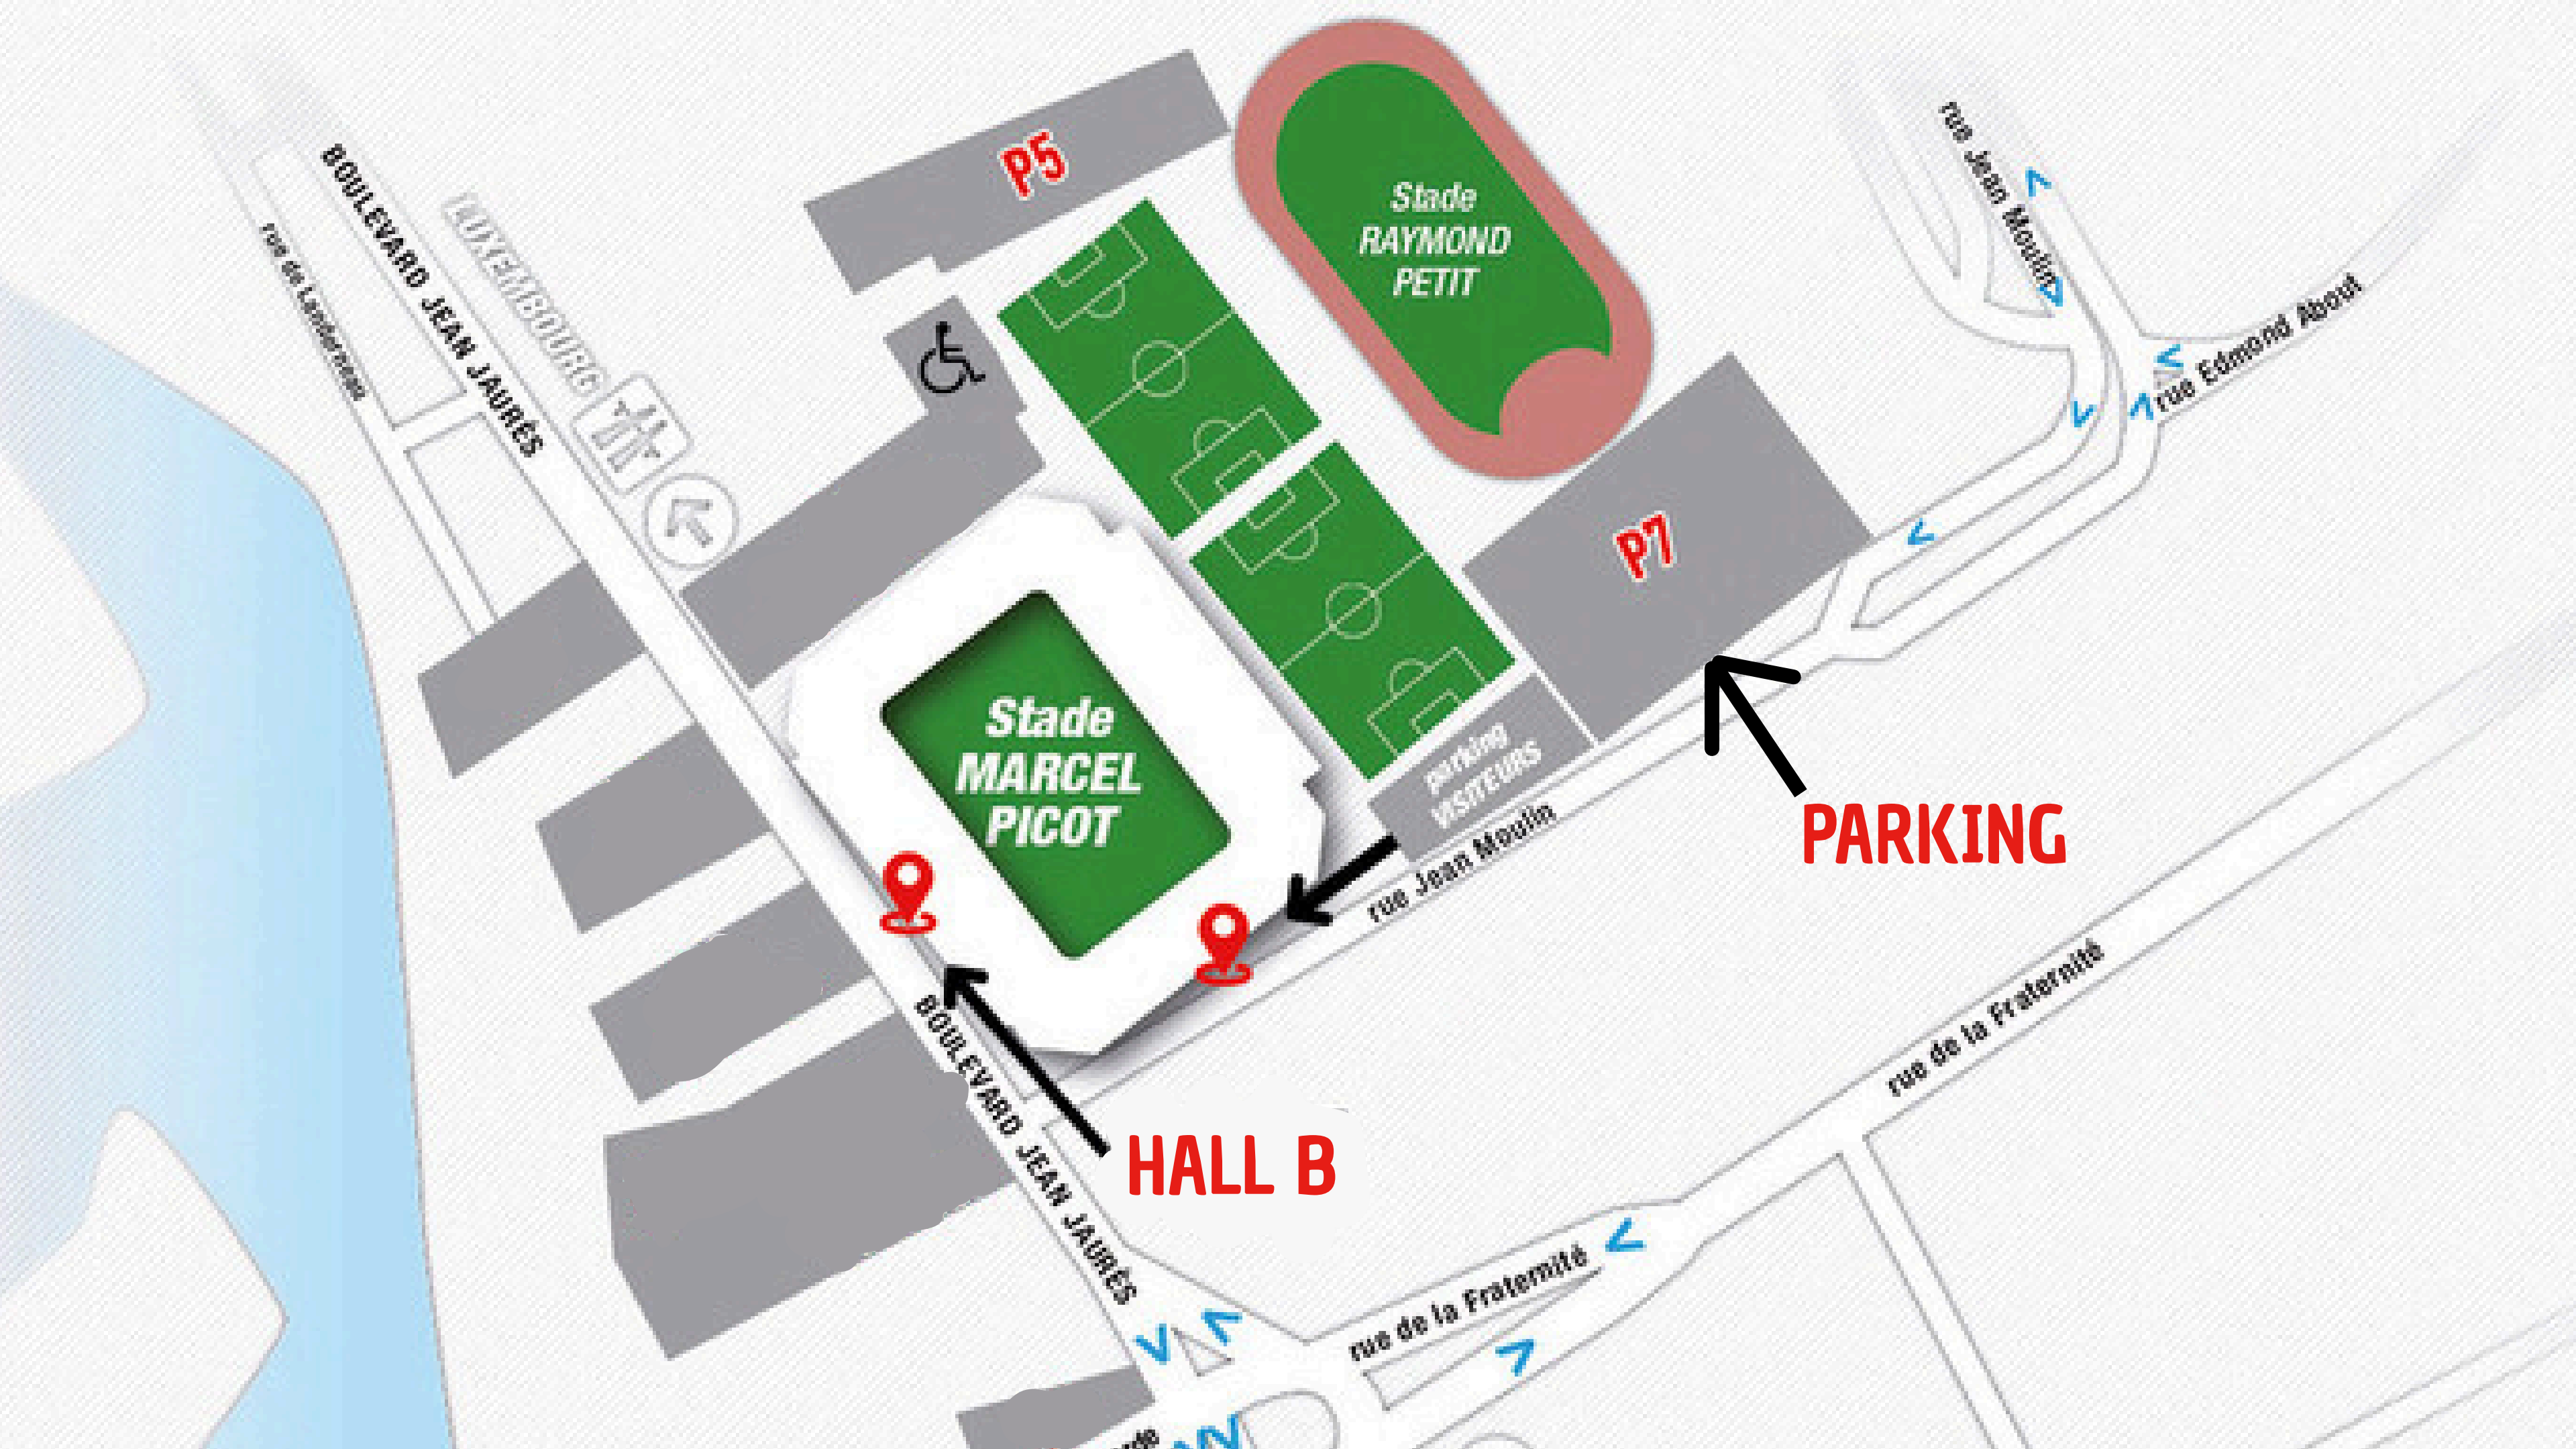 P5
Stade
RAYMOND
PETIT
rue Jean Moulin
BOULEVARD JEAN JAURÈS
LUXEMBOURG
rue de Landerneau
rue Edmond About
P7
Stade
MARCEL
PICOT
parking
VISITEURS
rue Jean Moulin
PARKING
rue de la Fraternité
BOULEVARD JEAN JAURÈS
HALL B
rue de la Fraternité